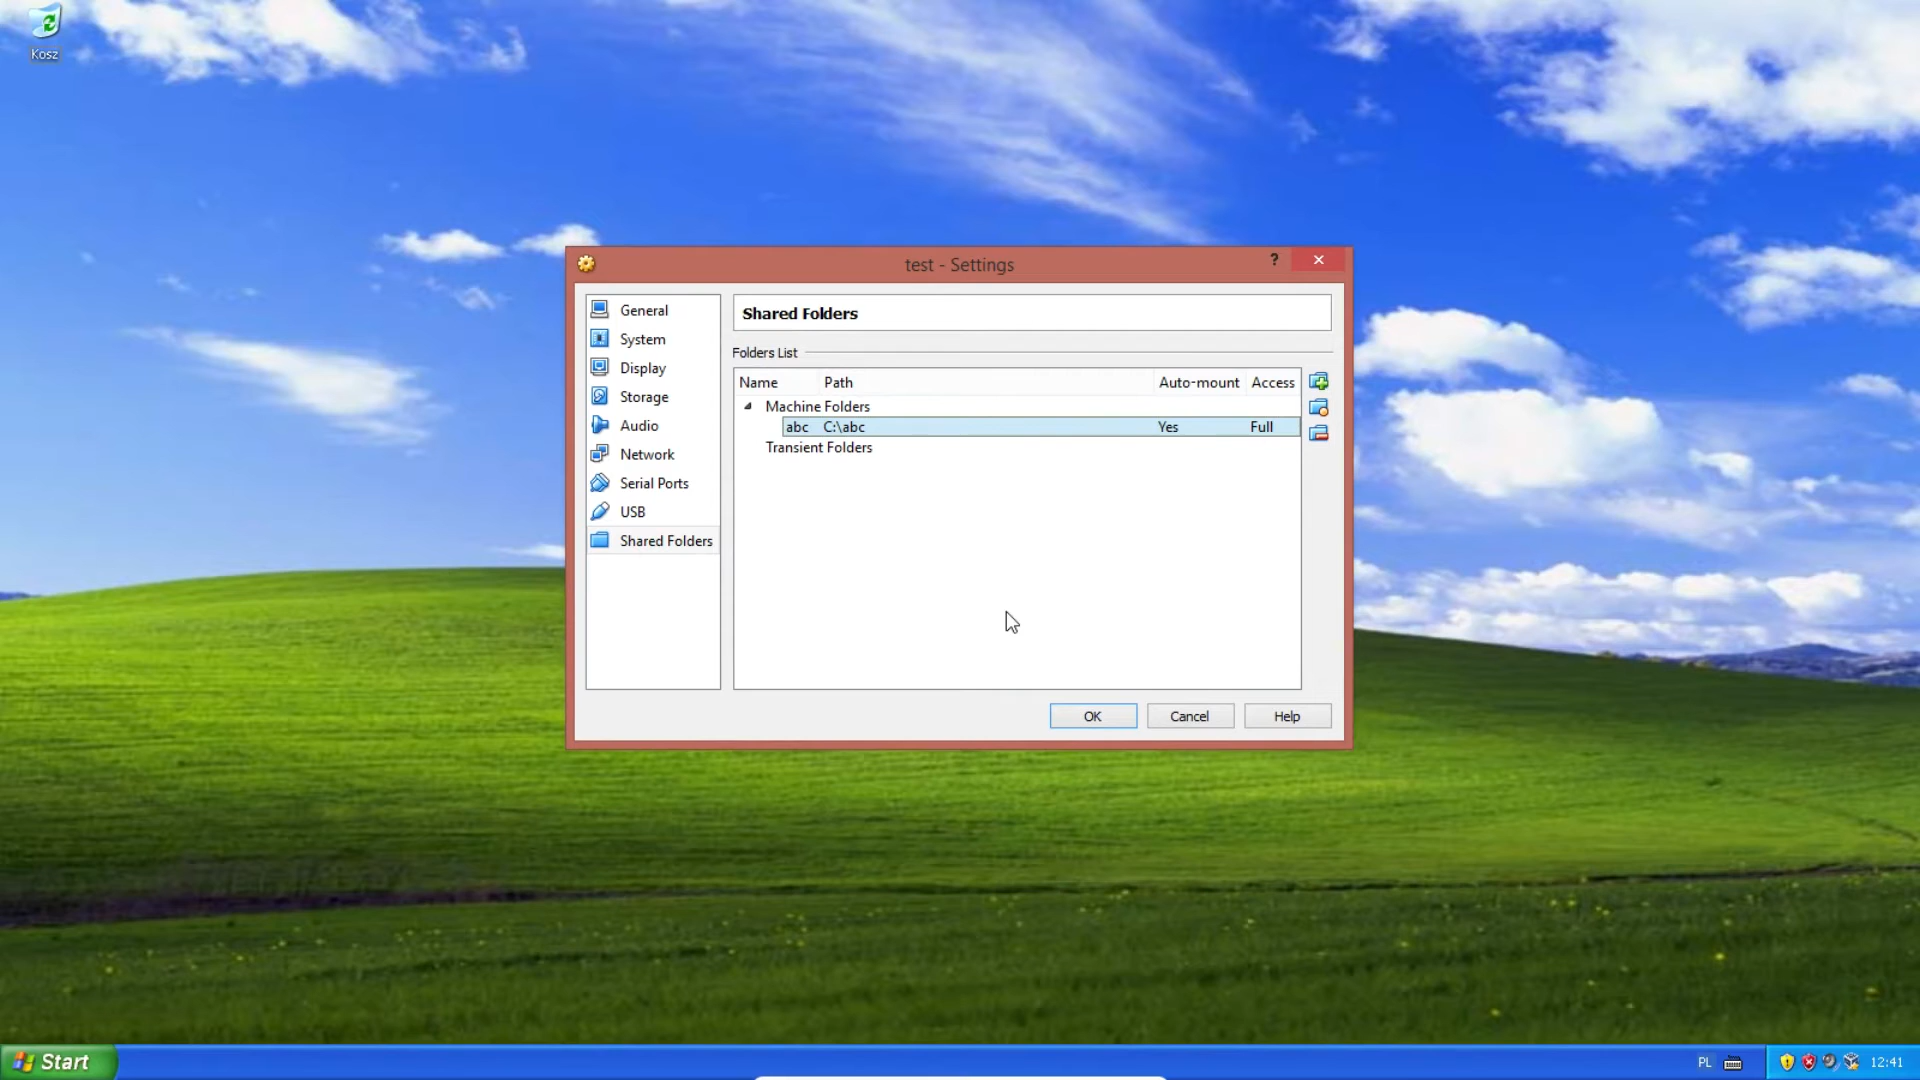 Kosz
test - Settings
?
General
System
Display
Storage
Audio
Network
Serial Ports
USB
Shared Folders
Shared Folders
Folders List
Name Path Auto-mount Access
Machine Folders
abc C:\abc Yes Full
Transient Folders
OK Cancel Help
Start
PL
12:41